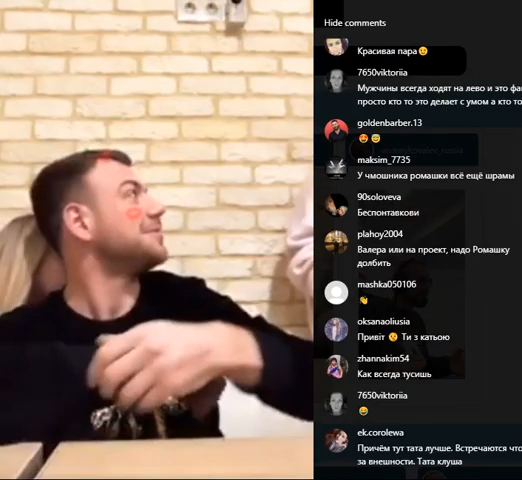 Hide comments
Красивая пара
7650viktoriia
Мужчины всегда ходят на лево и это фа
просто кто то это делает с умом а кто то
goldenbarber.13
maksim_7735
У чмошника ромашки всё ещё шрамы
90soloveva
Беспонтавкови
plahoy2004
Валера или на проект, надо Ромашку
долбить
mashka050106
👏
oksanaoliusia
Привіт 😗 Ти з катьою
zhannakim54
Как всегда тусишь
7650viktoriia
😂
ek.corolewa
Причём тут тата лучше. Встречаются что
за внешности. Тата клуша